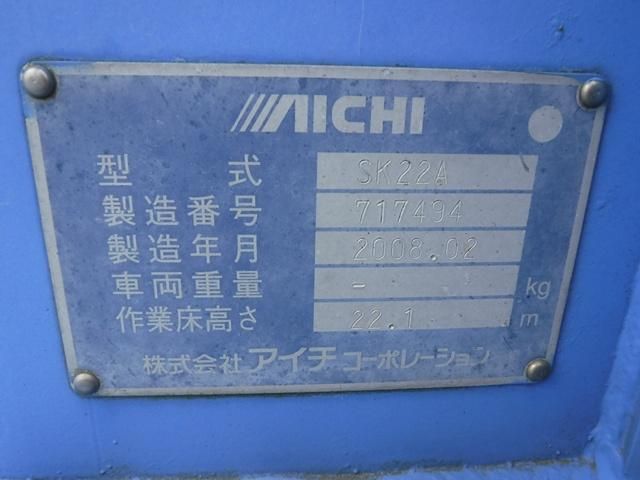 AICHI
型式 SK22A
製造番号 717494
製造年月 2008.02
車両重量 - kg
作業床高さ 22.1 m
株式会社アイチコーポレーション